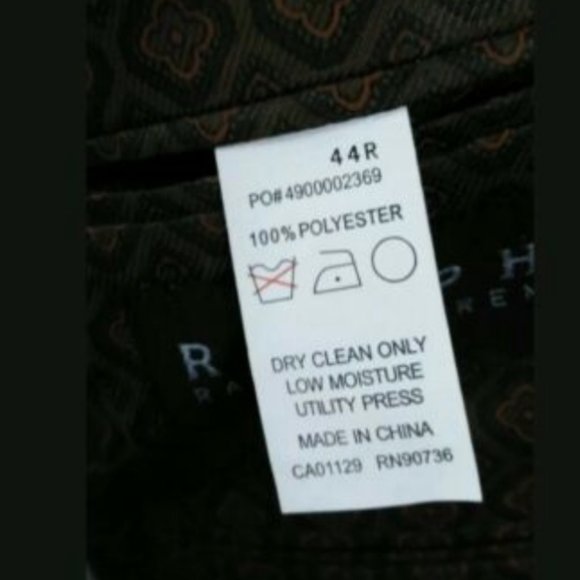 44R
PO#4900002369
100% POLYESTER
DRY CLEAN ONLY
LOW MOISTURE
UTILITY PRESS
MADE IN CHINA
CA01129 RN90736